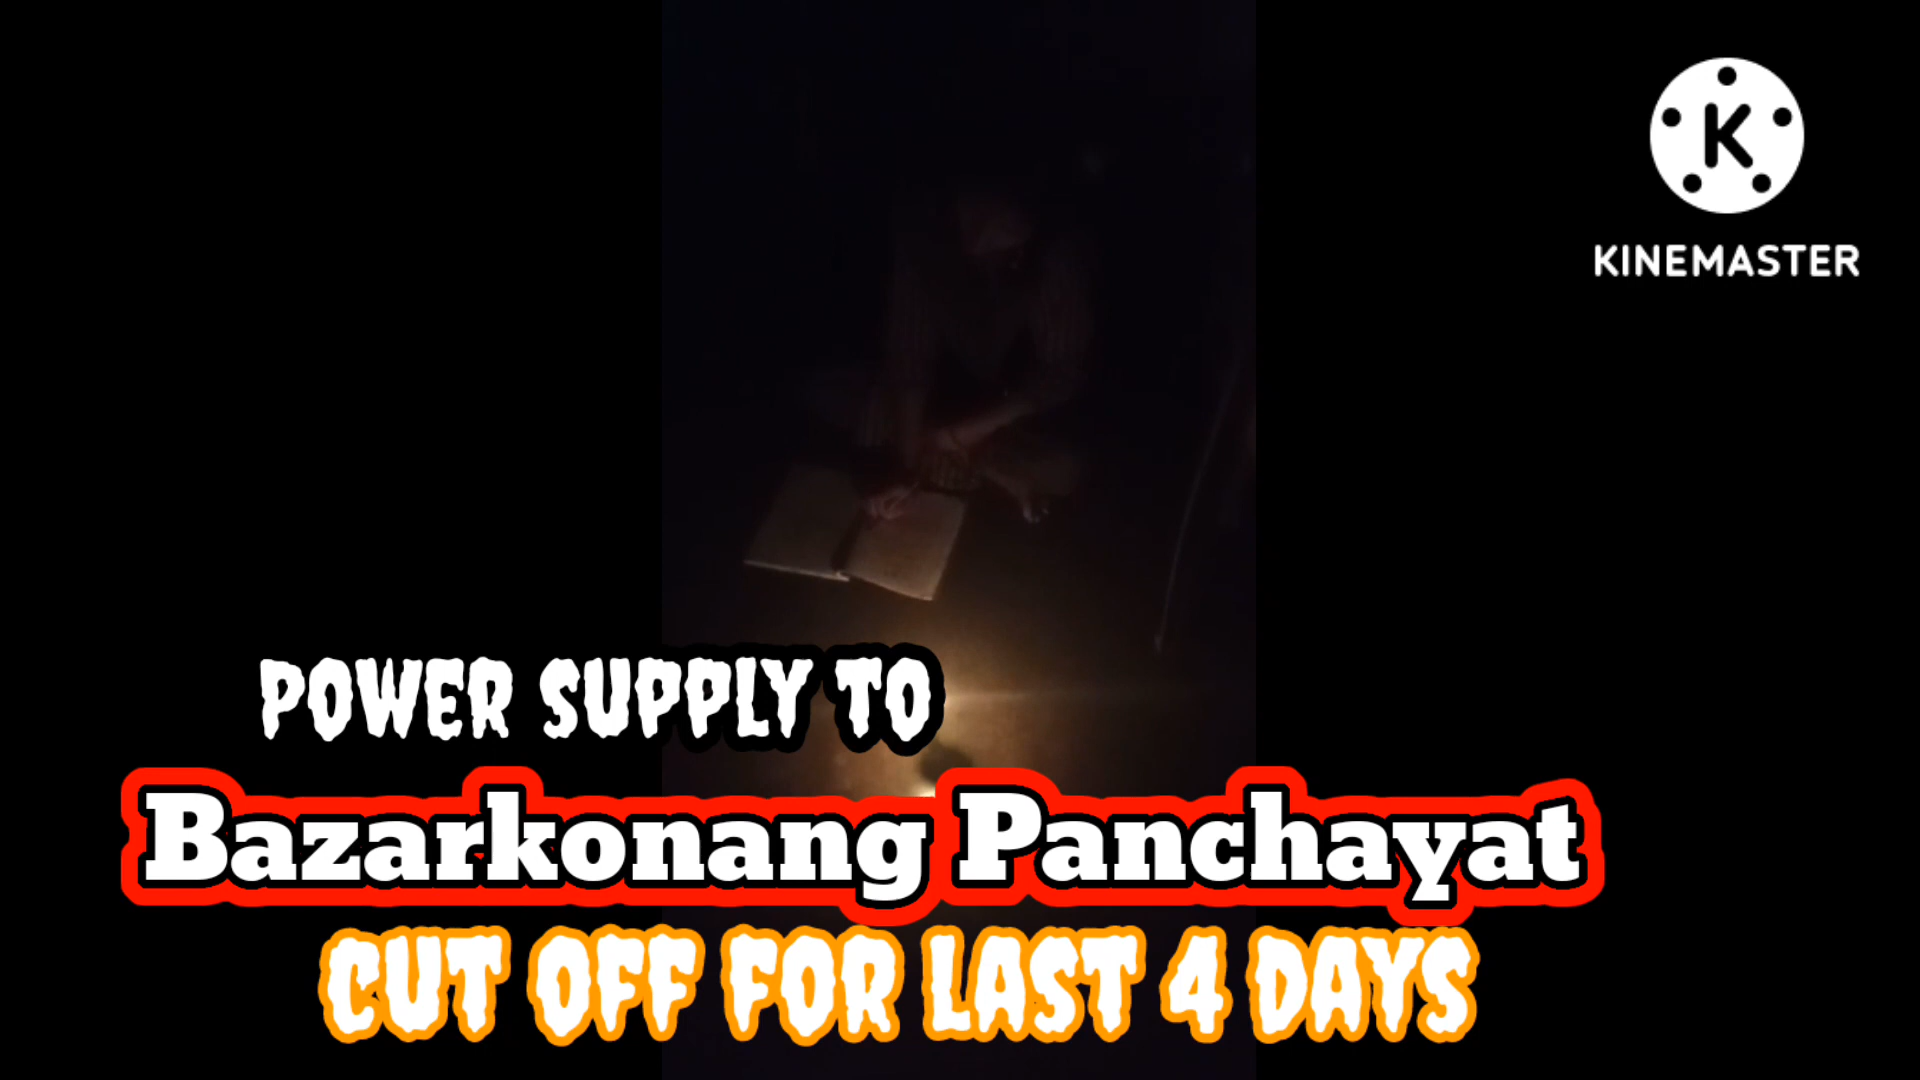 K
KINEMASTER
POWER SUPPLY TO
Bazarkonang Panchayat
CUT OFF FOR LAST 4 DAYS